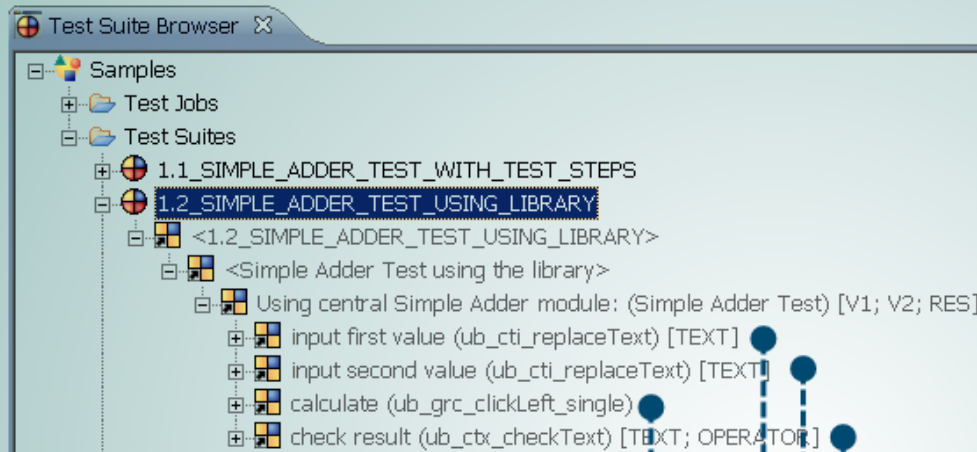 Test Suite Browser
Samples
Test Jobs
Test Suites
1.1_SIMPLE_ADDER_TEST_WITH_TEST_STEPS
1.2_SIMPLE_ADDER_TEST_USING_LIBRARY
<1.2_SIMPLE_ADDER_TEST_USING_LIBRARY>
<Simple Adder Test using the library>
Using central Simple Adder module: (Simple Adder Test) [V1; V2; RES]
input first value (ub_cti_replaceText) [TEXT]
input second value (ub_cti_replaceText) [TEXT]
calculate (ub_grc_clickLeft_single)
check result (ub_ctx_checkText) [TEXT; OPERATOR]